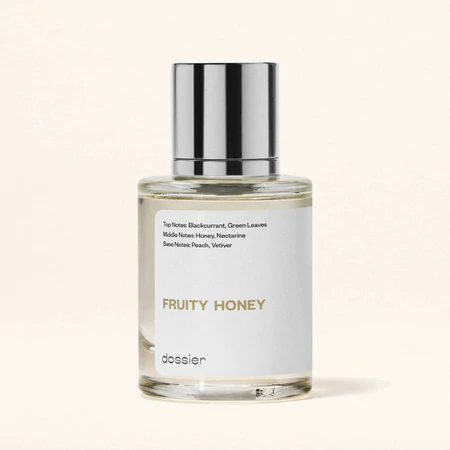 Top Notes: Blackcurrant, Green Leaves
Middle Notes: Honey, Nectarine
Base Notes: Peach, Vetiver
FRUITY HONEY
dossier